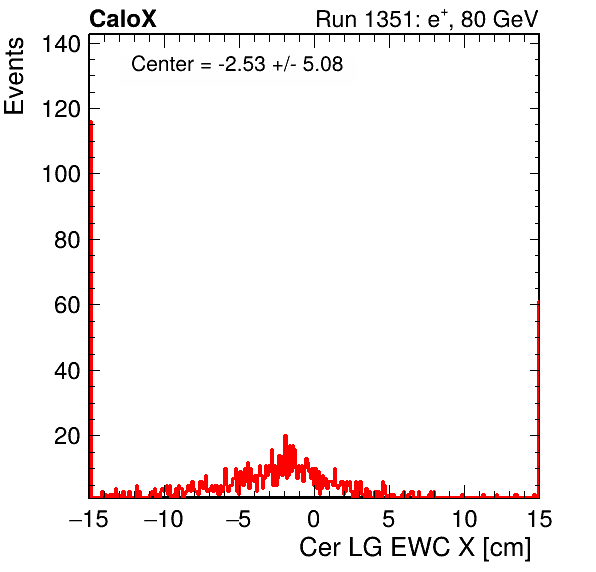 CaloX Run 1351: e⁺, 80 GeV
Center = -2.53 +/- 5.08
Events
140
120
100
80
60
40
20
−15 −10 −5 0 5 10 15
Cer LG EWC X [cm]